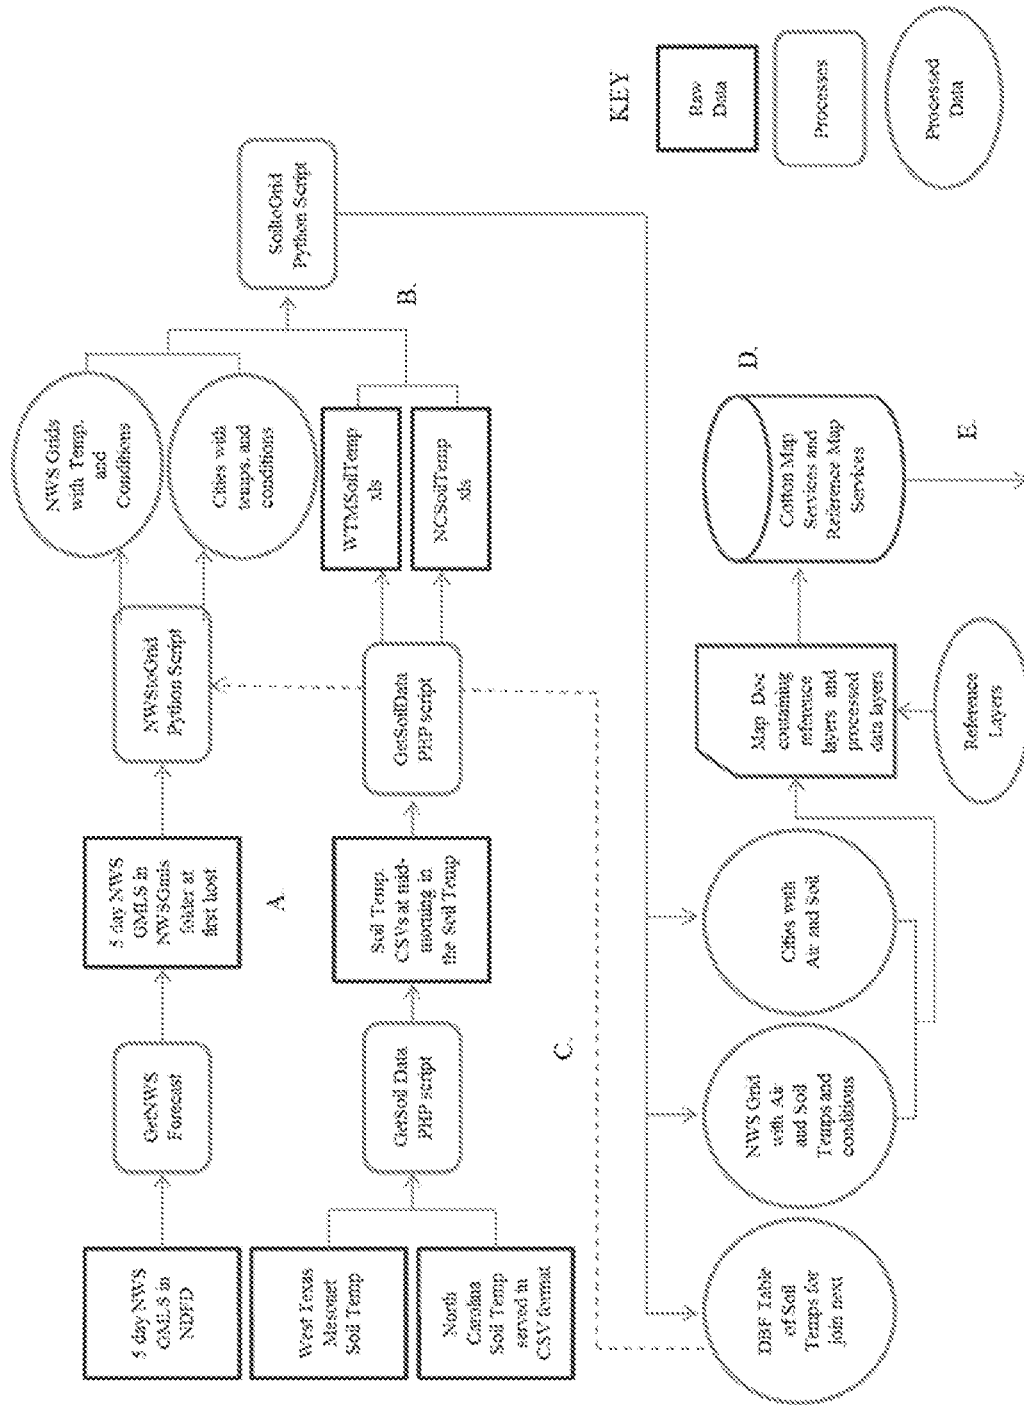 5 day NWS
GMLS in
NDFD
GetNWS
Forecast
5 day NWS
GMLS in
NWSGmls
folder at
first host
NWStoGrid
Python Script
NWS Grids
with Temp.
and
Conditions
Cities with
temps. and
conditions
A.
West Texas
Mesonet
Soil Temp
North
Carolina
Soil Temp
served in
CSV format
GetSoil Data
PHP script
Soil Temp.
CSVs at mid-
morning in
the Soil Temp
GetSoilData
PHP script
WTMSoilTemp
xls
NCSoilTemp
xls
B.
SoiltoGrid
Python Script
C.
DBF Table
of Soil
Temps for
join next
NWS Grid
with Air
and Soil
Temps and
conditions
Cities with
Air and Soil
Map Doc
containing
reference
layers and
processed
data layers
Reference
Layers
D.
Cotton Map
Services and
Reference Map
Services
E.
KEY
Raw
Data
Processes
Processed
Data